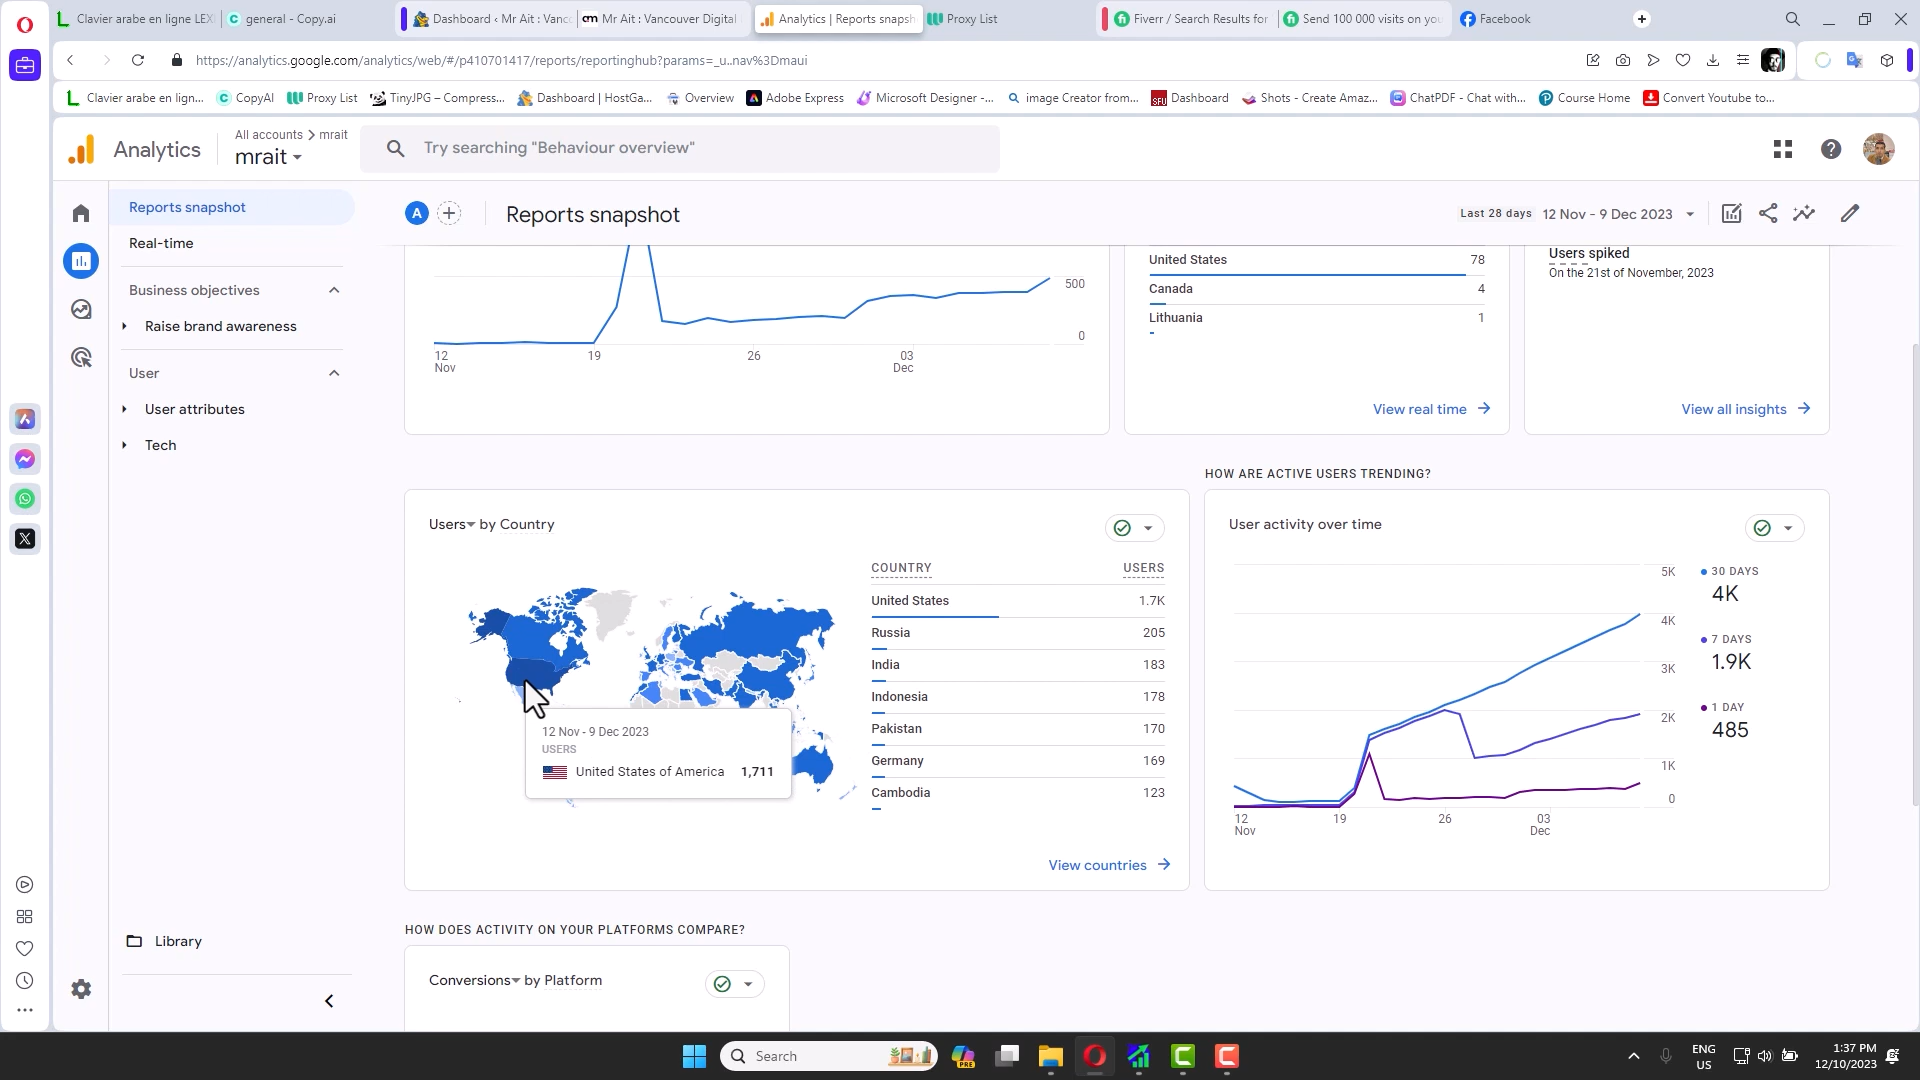 Clavier arabe en ligne LEXI
general - Copy.ai
Dashboard ‹ Mr Ait : Vanco
cm Mr Ait : Vancouver Digital
Analytics | Reports snapsh
Proxy List
Fiverr / Search Results for
Send 100 000 visits on you
Facebook
https://analytics.google.com/analytics/web/#/p410701417/reports/reportinghub?params=_u..nav%3Dmaui
Clavier arabe en lign...
CopyAI
Proxy List
TinyJPG – Compress...
Dashboard | HostGa...
Overview
Adobe Express
Microsoft Designer -...
image Creator from...
SFU Dashboard
Shots - Create Amaz...
ChatPDF - Chat with...
Course Home
Convert Youtube to...
Analytics
All accounts > mrait
mrait
Try searching "Behaviour overview"
Reports snapshot
Real-time
Business objectives
Raise brand awareness
User
User attributes
Tech
Library
A
Reports snapshot
Last 28 days 12 Nov - 9 Dec 2023
500
0
12
Nov
19
26
03
Dec
United States 78
Canada 4
Lithuania 1
View real time
Users spiked
On the 21st of November, 2023
View all insights
Users by Country
COUNTRY USERS
United States 1.7K
Russia 205
India 183
Indonesia 178
Pakistan 170
Germany 169
Cambodia 123
12 Nov - 9 Dec 2023
USERS
United States of America 1,711
View countries
HOW ARE ACTIVE USERS TRENDING?
User activity over time
5K
4K
3K
2K
1K
0
12
Nov
19
26
03
Dec
30 DAYS
4K
7 DAYS
1.9K
1 DAY
485
HOW DOES ACTIVITY ON YOUR PLATFORMS COMPARE?
Conversions by Platform
Search
PRE
ENG
US
1:37 PM
12/10/2023